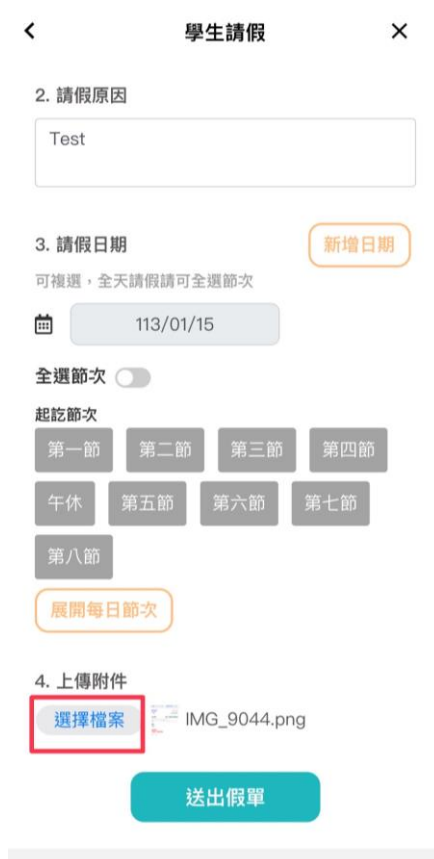 學生請假
2. 請假原因
Test
3. 請假日期
新增日期
可複選，全天請假請可全選節次
113/01/15
全選節次
起訖節次
第一節 第二節 第三節 第四節
午休 第五節 第六節 第七節
第八節
展開每日節次
4. 上傳附件
選擇檔案 IMG_9044.png
送出假單